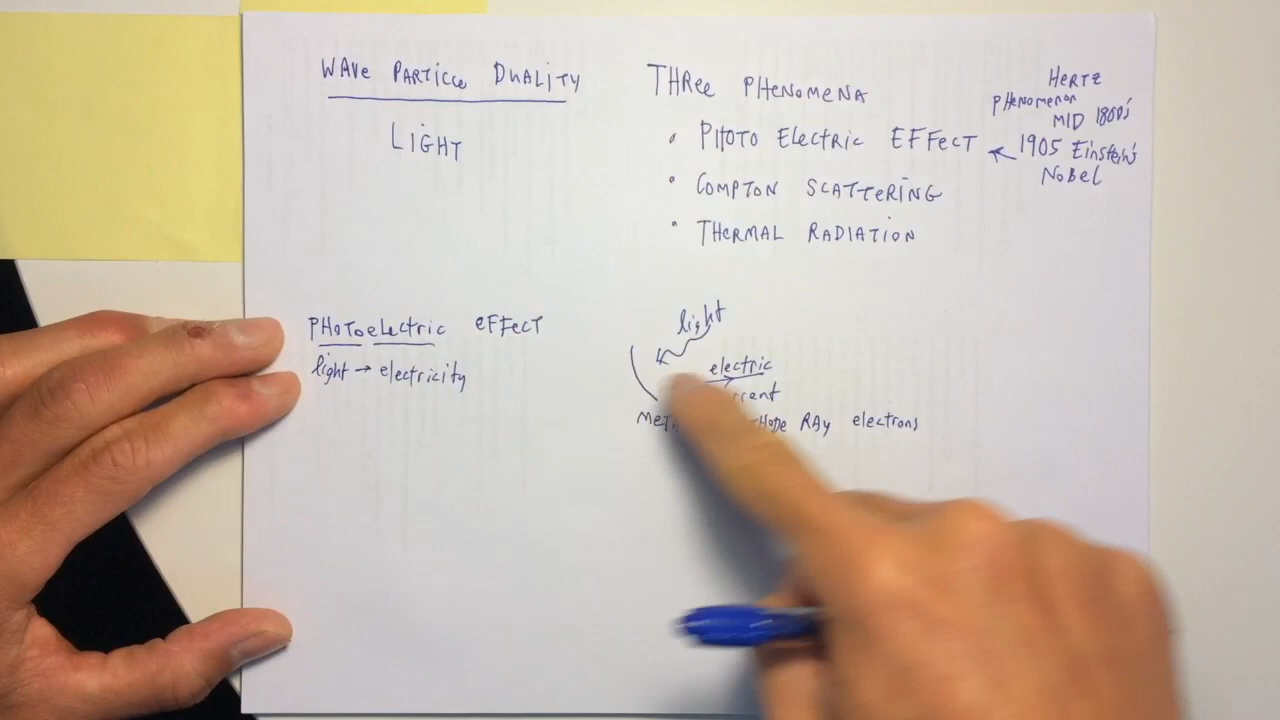 WAVE PARTICLE DUALITY
LIGHT
THREE PHENOMENA
• PHOTO ELECTRIC EFFECT
• COMPTON SCATTERING
• THERMAL RADIATION
HERTZ
PHENOMENON
MID 1800's
1905 Einstein's
NOBEL
PHOTOELECTRIC EFFECT
light → electricity
light
electric
RAY electrons